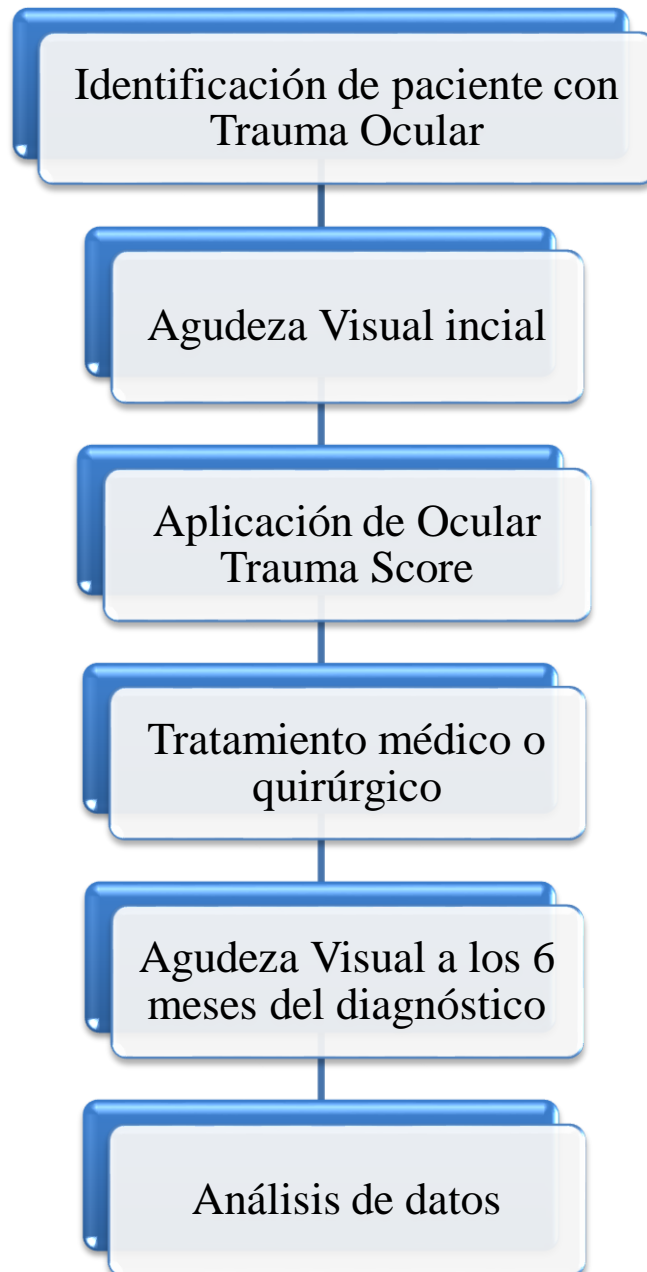 Identificación de paciente con
Trauma Ocular
Agudeza Visual incial
Aplicación de Ocular
Trauma Score
Tratamiento médico o
quirúrgico
Agudeza Visual a los 6
meses del diagnóstico
Análisis de datos